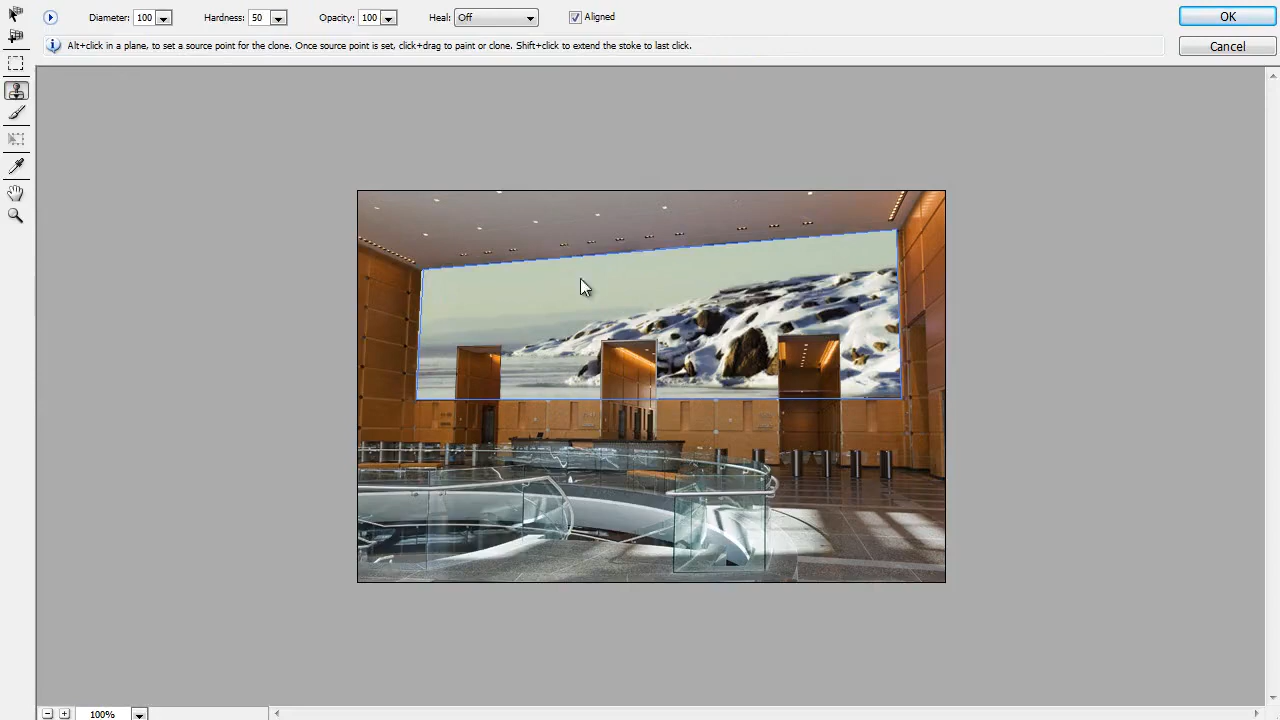 Diameter: 100 Hardness: 50 Opacity: 100 Heal: Off Aligned OK
Alt+click in a plane, to set a source point for the clone. Once source point is set, click+drag to paint or clone. Shift+click to extend the stoke to last click. Cancel
100%